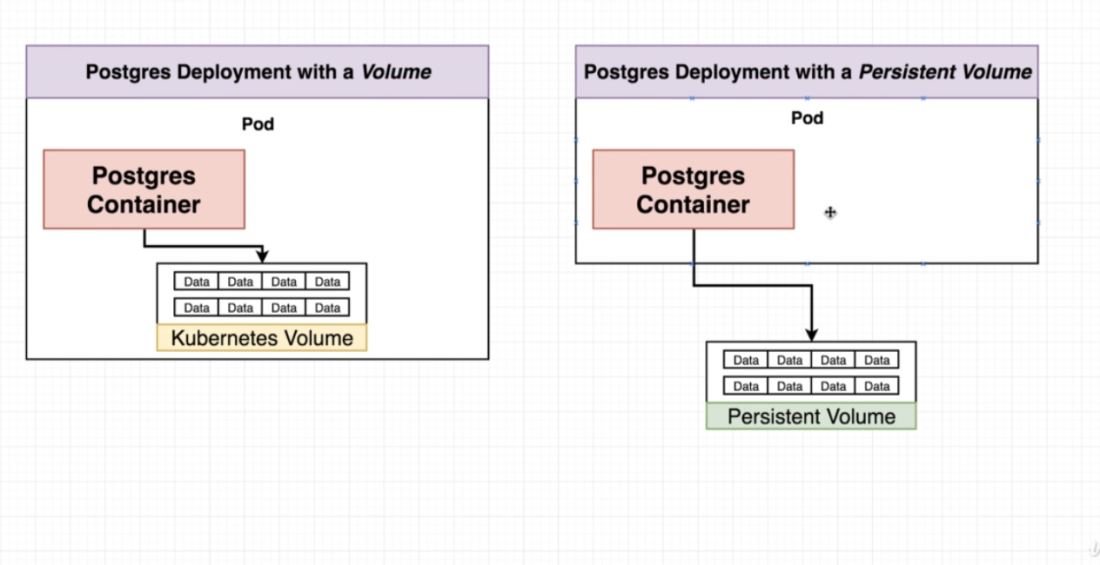 Postgres Deployment with a Volume
Pod
Postgres
Container
Data Data Data Data
Data Data Data Data
Kubernetes Volume
Postgres Deployment with a Persistent Volume
Pod
Postgres
Container
Data Data Data Data
Data Data Data Data
Persistent Volume